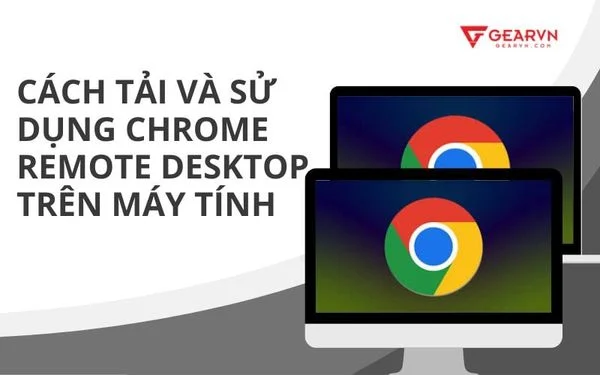 GEARVN
GEARVN.COM
CÁCH TẢI VÀ SỬ
DỤNG CHROME
REMOTE DESKTOP
TRÊN MÁY TÍNH